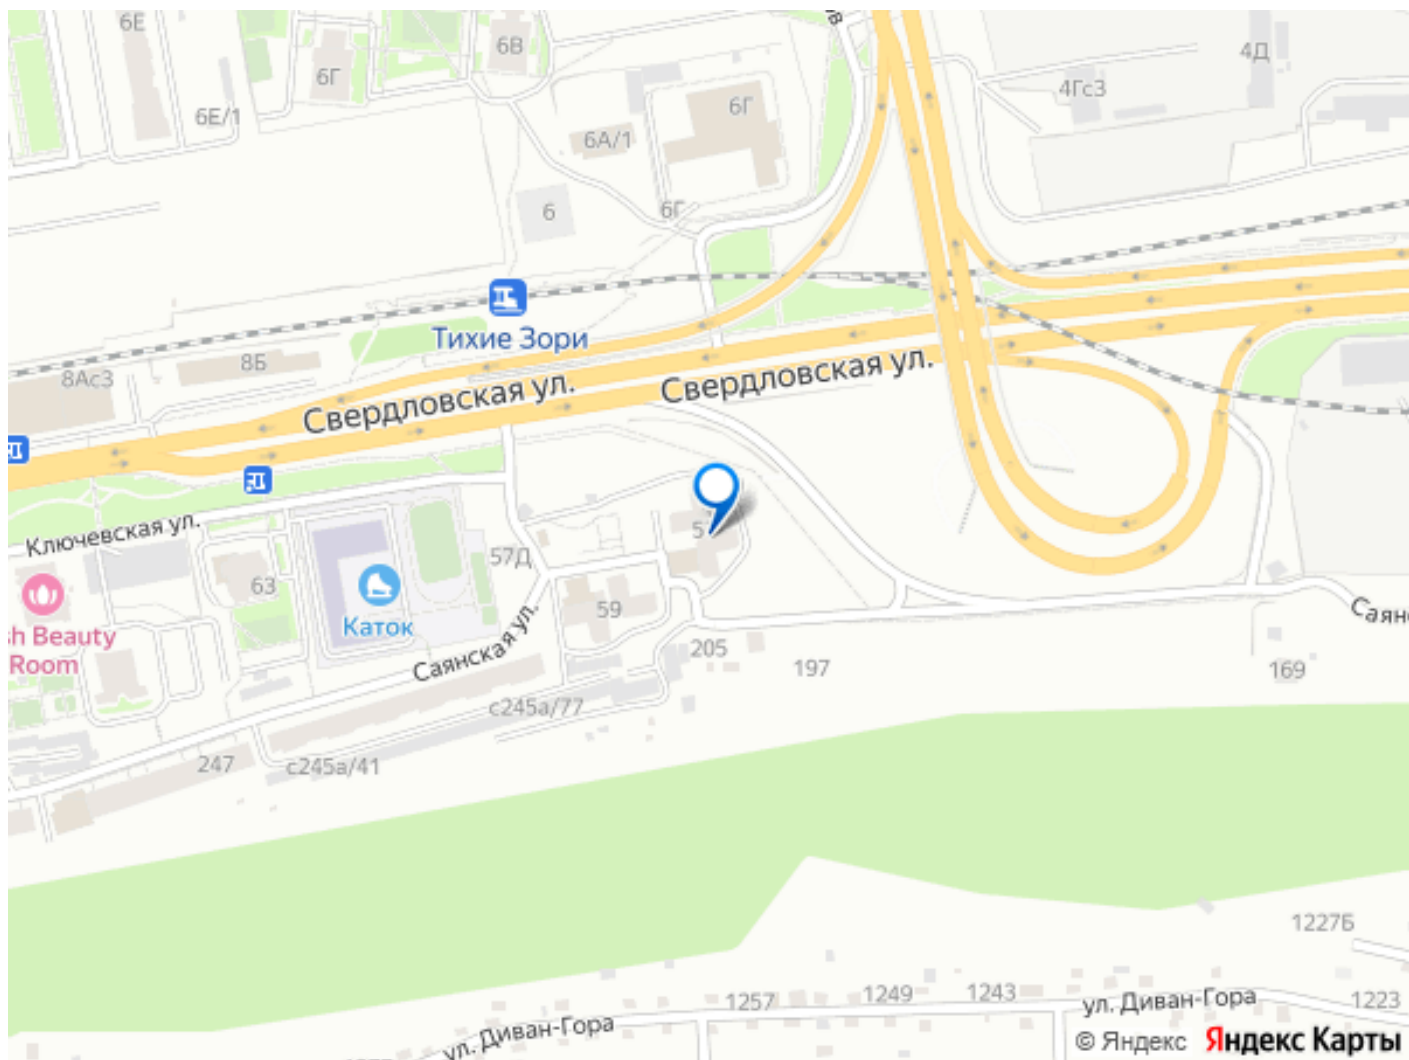 6Е
6В
6Г
6Е/1
6А/1
6Г
4Гс3
4Д
6
6Г
Тихие Зори
8Б
8Ас3
Свердловская ул.
Свердловская ул.
Ключевская ул.
57Д
63
59
Каток
sh Beauty
Room
Саянская ул.
Саян
205
197
169
с245а/77
247
с245а/41
1227Б
1257
1249
1243
ул. Диван-Гора
1223
ул. Диван-Гора
© Яндекс Яндекс Карты